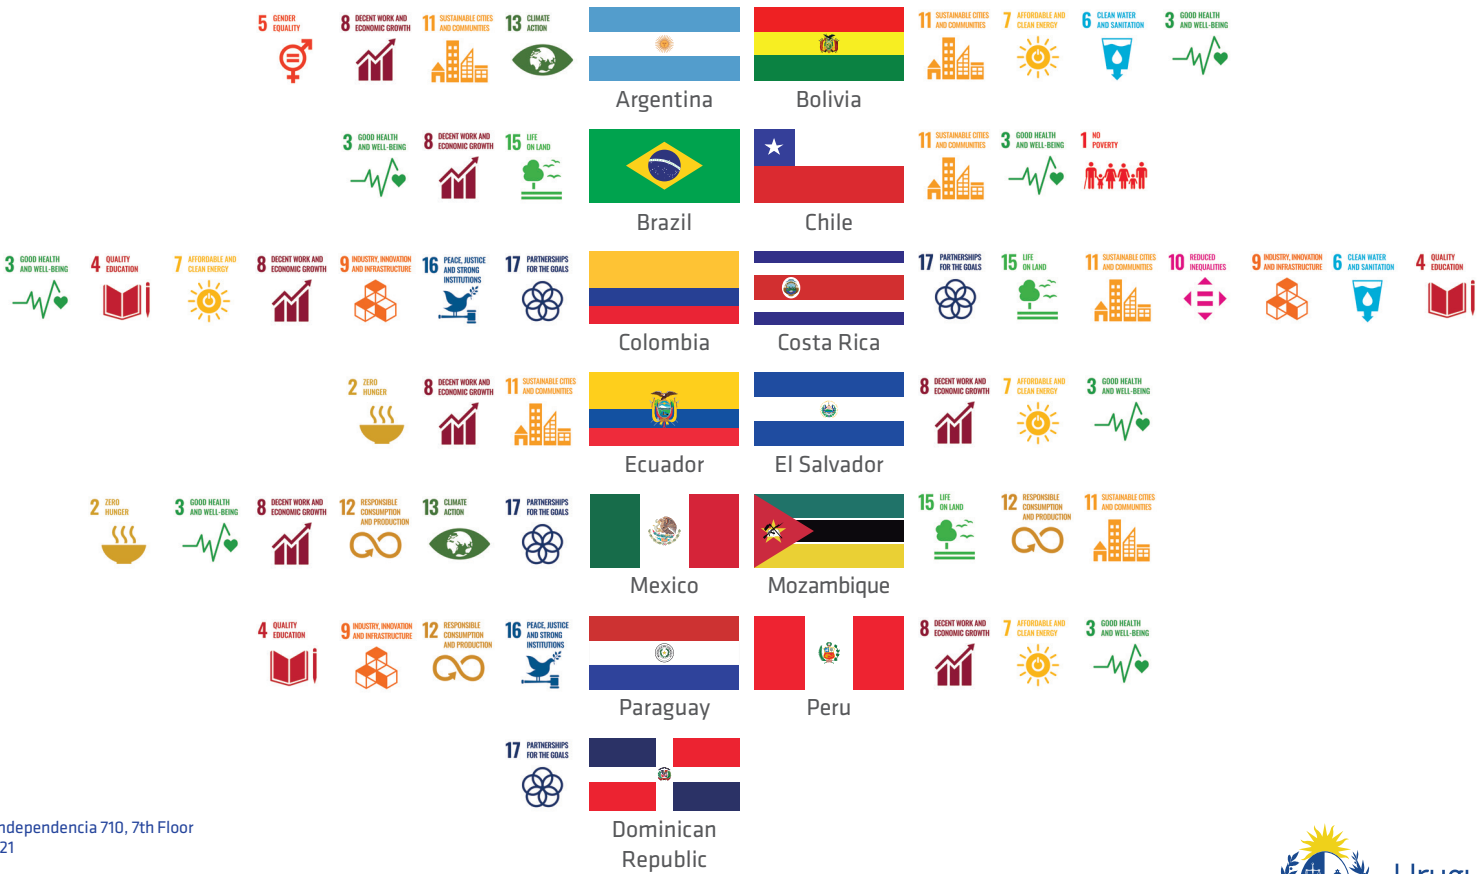 5 GENDER EQUALITY
8 DECENT WORK AND ECONOMIC GROWTH
11 SUSTAINABLE CITIES AND COMMUNITIES
13 CLIMATE ACTION
Argentina
Bolivia
11 SUSTAINABLE CITIES AND COMMUNITIES
7 AFFORDABLE AND CLEAN ENERGY
6 CLEAN WATER AND SANITATION
3 GOOD HEALTH AND WELL-BEING
3 GOOD HEALTH AND WELL-BEING
8 DECENT WORK AND ECONOMIC GROWTH
15 LIFE ON LAND
Brazil
Chile
11 SUSTAINABLE CITIES AND COMMUNITIES
3 GOOD HEALTH AND WELL-BEING
1 NO POVERTY
3 GOOD HEALTH AND WELL-BEING
4 QUALITY EDUCATION
7 AFFORDABLE AND CLEAN ENERGY
8 DECENT WORK AND ECONOMIC GROWTH
9 INDUSTRY, INNOVATION AND INFRASTRUCTURE
16 PEACE, JUSTICE AND STRONG INSTITUTIONS
17 PARTNERSHIPS FOR THE GOALS
Colombia
Costa Rica
17 PARTNERSHIPS FOR THE GOALS
15 LIFE ON LAND
11 SUSTAINABLE CITIES AND COMMUNITIES
10 REDUCED INEQUALITIES
9 INDUSTRY, INNOVATION AND INFRASTRUCTURE
6 CLEAN WATER AND SANITATION
4 QUALITY EDUCATION
2 ZERO HUNGER
8 DECENT WORK AND ECONOMIC GROWTH
11 SUSTAINABLE CITIES AND COMMUNITIES
Ecuador
El Salvador
8 DECENT WORK AND ECONOMIC GROWTH
7 AFFORDABLE AND CLEAN ENERGY
3 GOOD HEALTH AND WELL-BEING
2 ZERO HUNGER
3 GOOD HEALTH AND WELL-BEING
8 DECENT WORK AND ECONOMIC GROWTH
12 RESPONSIBLE CONSUMPTION AND PRODUCTION
13 CLIMATE ACTION
17 PARTNERSHIPS FOR THE GOALS
Mexico
Mozambique
15 LIFE ON LAND
12 RESPONSIBLE CONSUMPTION AND PRODUCTION
11 SUSTAINABLE CITIES AND COMMUNITIES
4 QUALITY EDUCATION
9 INDUSTRY, INNOVATION AND INFRASTRUCTURE
12 RESPONSIBLE CONSUMPTION AND PRODUCTION
16 PEACE, JUSTICE AND STRONG INSTITUTIONS
Paraguay
Peru
8 DECENT WORK AND ECONOMIC GROWTH
7 AFFORDABLE AND CLEAN ENERGY
3 GOOD HEALTH AND WELL-BEING
17 PARTNERSHIPS FOR THE GOALS
Dominican
Republic
ndependencia 710, 7th Floor
21